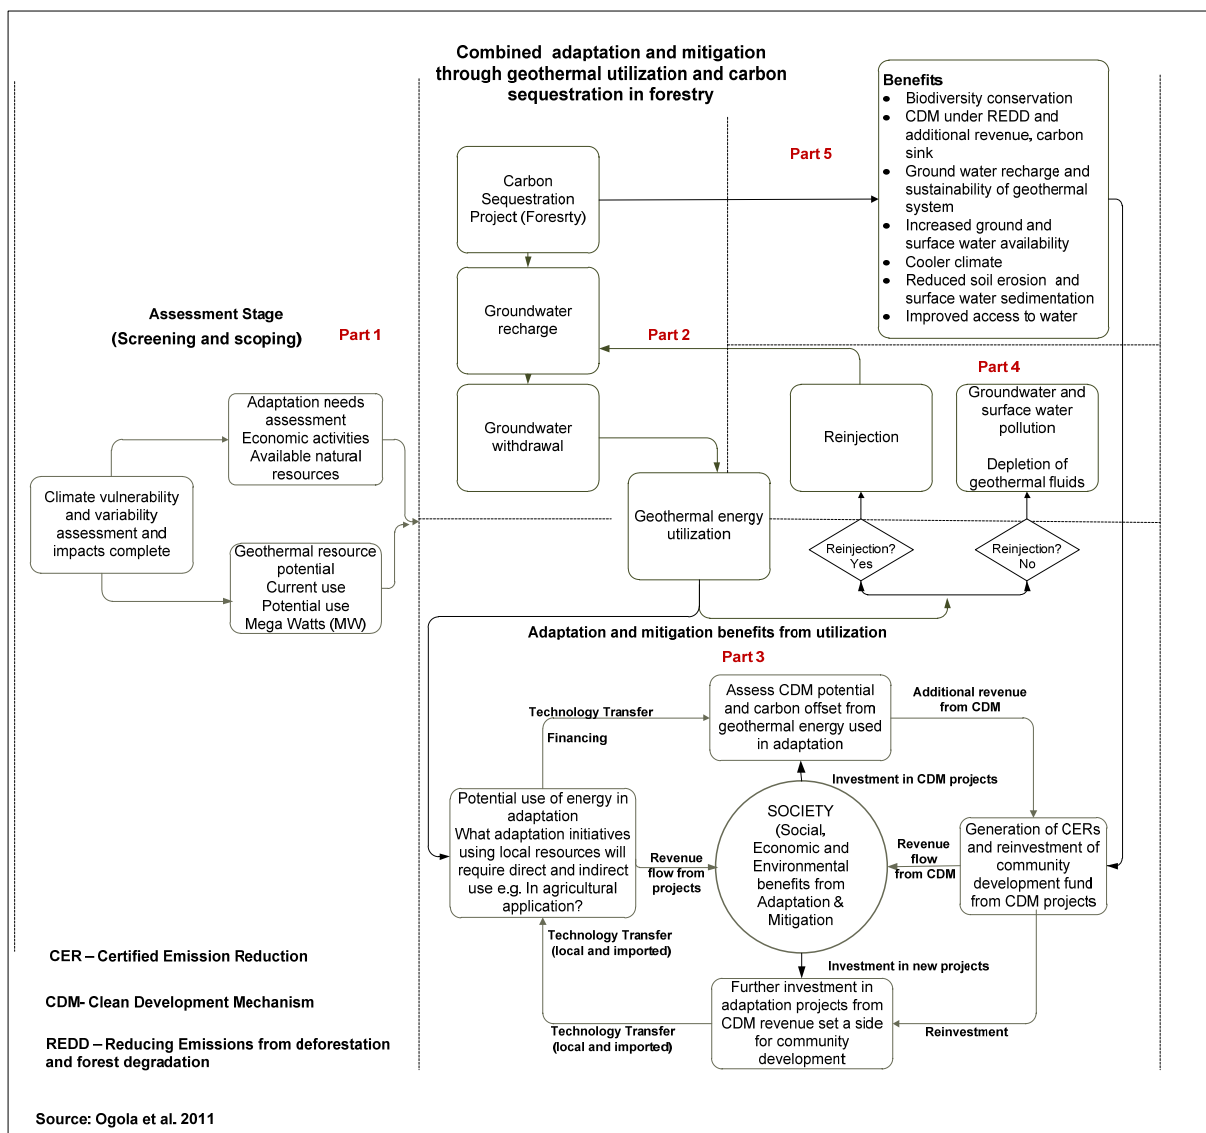 Combined adaptation and mitigation
through geothermal utilization and carbon
sequestration in forestry
Benefits
• Biodiversity conservation
• CDM under REDD and
additional revenue, carbon
sink
• Ground water recharge and
sustainability of geothermal
system
• Increased ground and
surface water availability
• Cooler climate
• Reduced soil erosion and
surface water sedimentation
• Improved access to water
Part 5
Carbon
Sequestration
Project (Foresrty)
Groundwater
recharge
Part 2
Groundwater
withdrawal
Assessment Stage
(Screening and scoping)
Part 1
Adaptation needs
assessment
Economic activities
Available natural
resources
Climate vulnerability
and variability
assessment and
impacts complete
Geothermal resource
potential
Current use
Potential use
Mega Watts (MW)
Reinjection
Part 4
Groundwater and
surface water
pollution
Depletion of
geothermal fluids
Geothermal energy
utilization
Reinjection?
Yes
Reinjection?
No
Adaptation and mitigation benefits from utilization
Part 3
Technology Transfer
Financing
Assess CDM potential
and carbon offset from
geothermal energy used
in adaptation
Additional revenue
from CDM
Investment in CDM projects
Potential use of energy in
adaptation
What adaptation initiatives
using local resources will
require direct and indirect
use e.g. In agricultural
application?
Revenue
flow from
projects
SOCIETY
(Social,
Economic and
Environmental
benefits from
Adaptation &
Mitigation
Revenue
flow
from CDM
Generation of CERs
and reinvestment of
community
development fund
from CDM projects
Technology Transfer
(local and imported)
Investment in new projects
Further investment in
adaptation projects from
CDM revenue set a side
for community
development
Technology Transfer
(local and imported)
Reinvestment
CER – Certified Emission Reduction
CDM- Clean Development Mechanism
REDD – Reducing Emissions from deforestation
and forest degradation
Source: Ogola et al. 2011